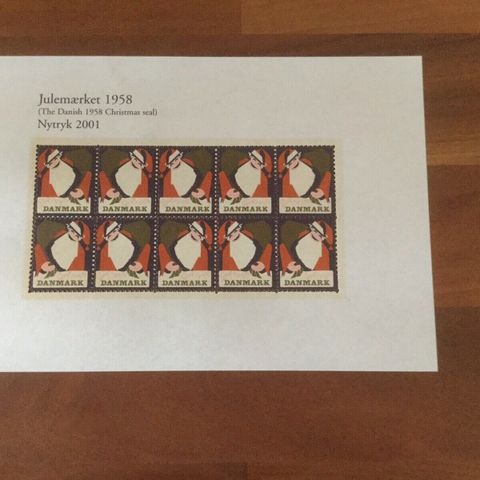 Julemærket 1958
(The Danish 1958 Christmas seal)
Nytryk 2001
DANMARK DANMARK DANMARK DANMARK DANMARK
DANMARK DANMARK DANMARK DANMARK DANMARK